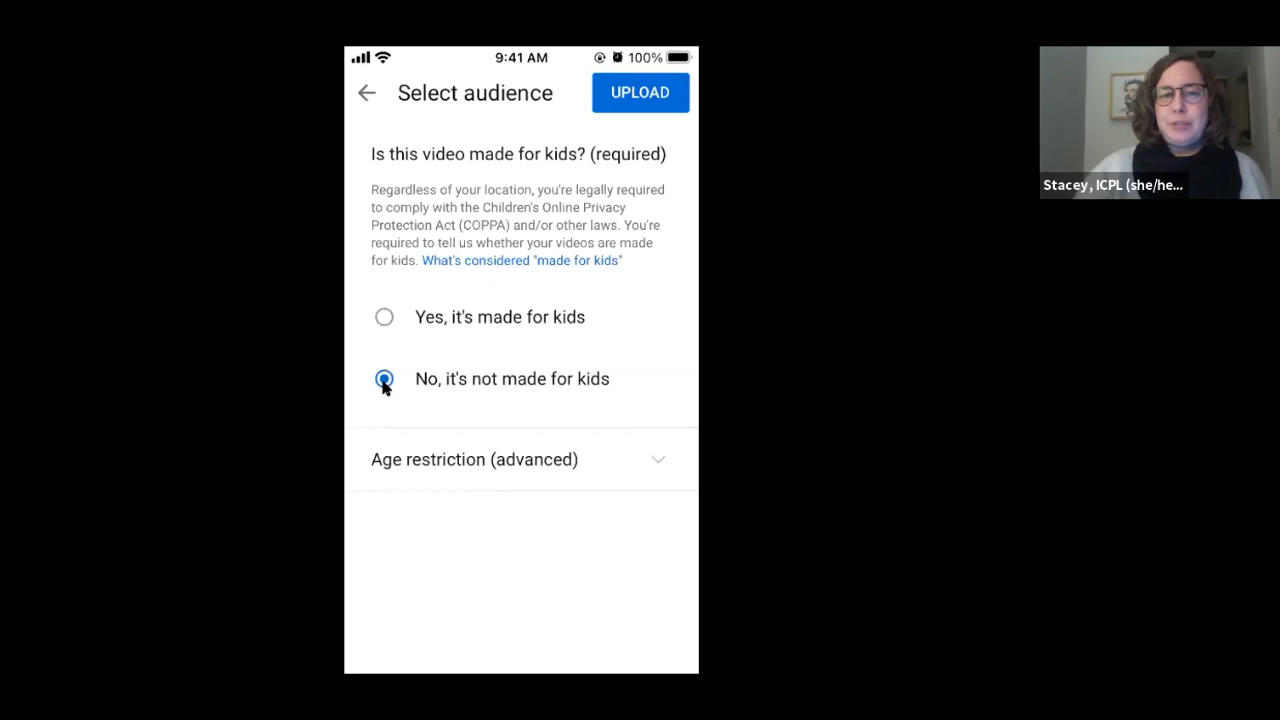 9:41 AM
100%
Select audience
UPLOAD
Is this video made for kids? (required)
Regardless of your location, you're legally required
to comply with the Children's Online Privacy
Protection Act (COPPA) and/or other laws. You're
required to tell us whether your videos are made
for kids. What's considered "made for kids"
Yes, it's made for kids
No, it's not made for kids
Age restriction (advanced)
Stacey, ICPL (she/he...